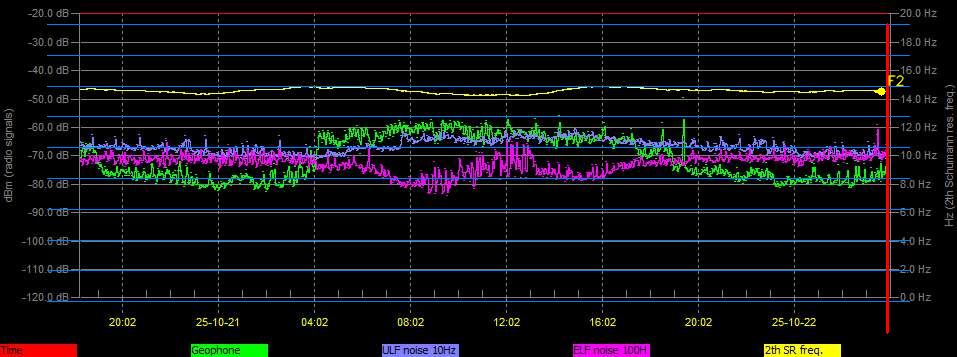 -20.0 dB 20.0 Hz
-30.0 dB 18.0 Hz
-40.0 dB 16.0 Hz
F2
-50.0 dB 14.0 Hz
-60.0 dB 12.0 Hz
-70.0 dB 10.0 Hz
-80.0 dB 8.0 Hz
-90.0 dB 6.0 Hz
-100.0 dB 4.0 Hz
-110.0 dB 2.0 Hz
-120.0 dB 0.0 Hz
dBm (radio signals)
Hz (2th Schumann res. freq.)
20:02 25-10-21 04:02 08:02 12:02 16:02 20:02 25-10-22
Time Geophone ULF noise 10Hz ELF noise 100H 2th SR freq.